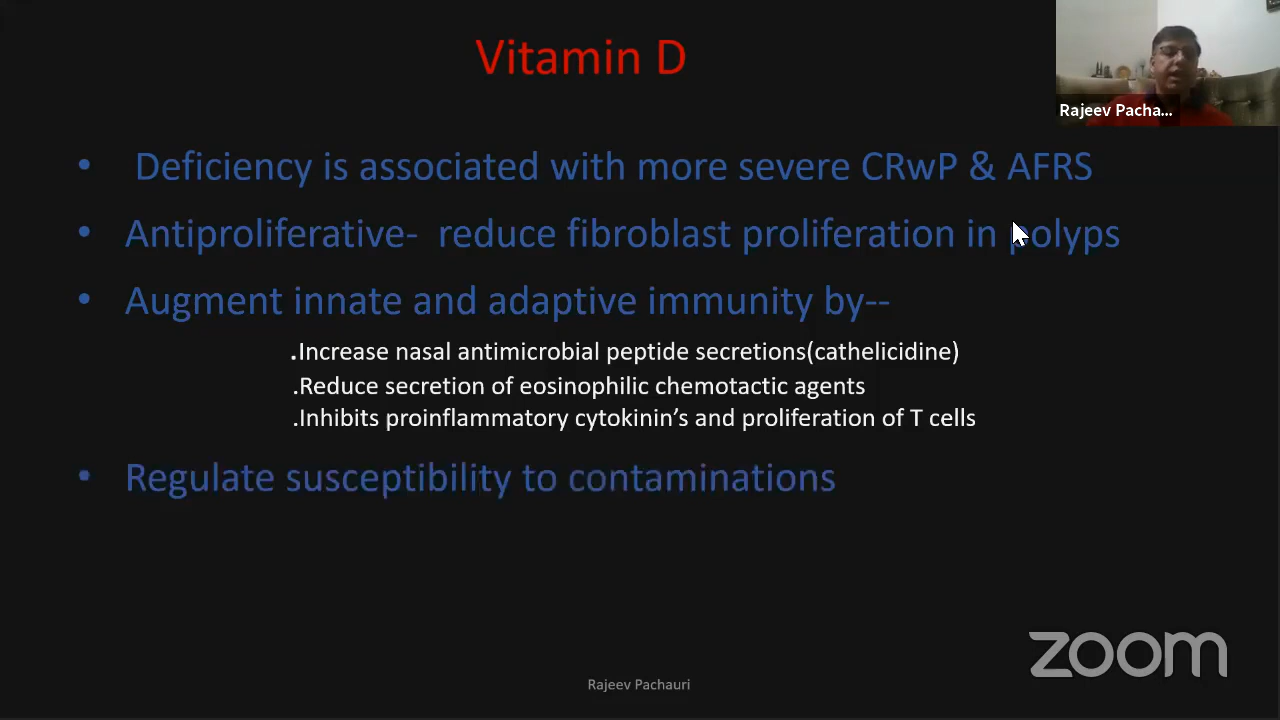 Vitamin D
Rajeev Pacha...
• Deficiency is associated with more severe CRwP & AFRS
• Antiproliferative- reduce fibroblast proliferation in polyps
• Augment innate and adaptive immunity by--
.Increase nasal antimicrobial peptide secretions(cathelicidine)
.Reduce secretion of eosinophilic chemotactic agents
.Inhibits proinflammatory cytokinin’s and proliferation of T cells
• Regulate susceptibility to contaminations
zoom
Rajeev Pachauri